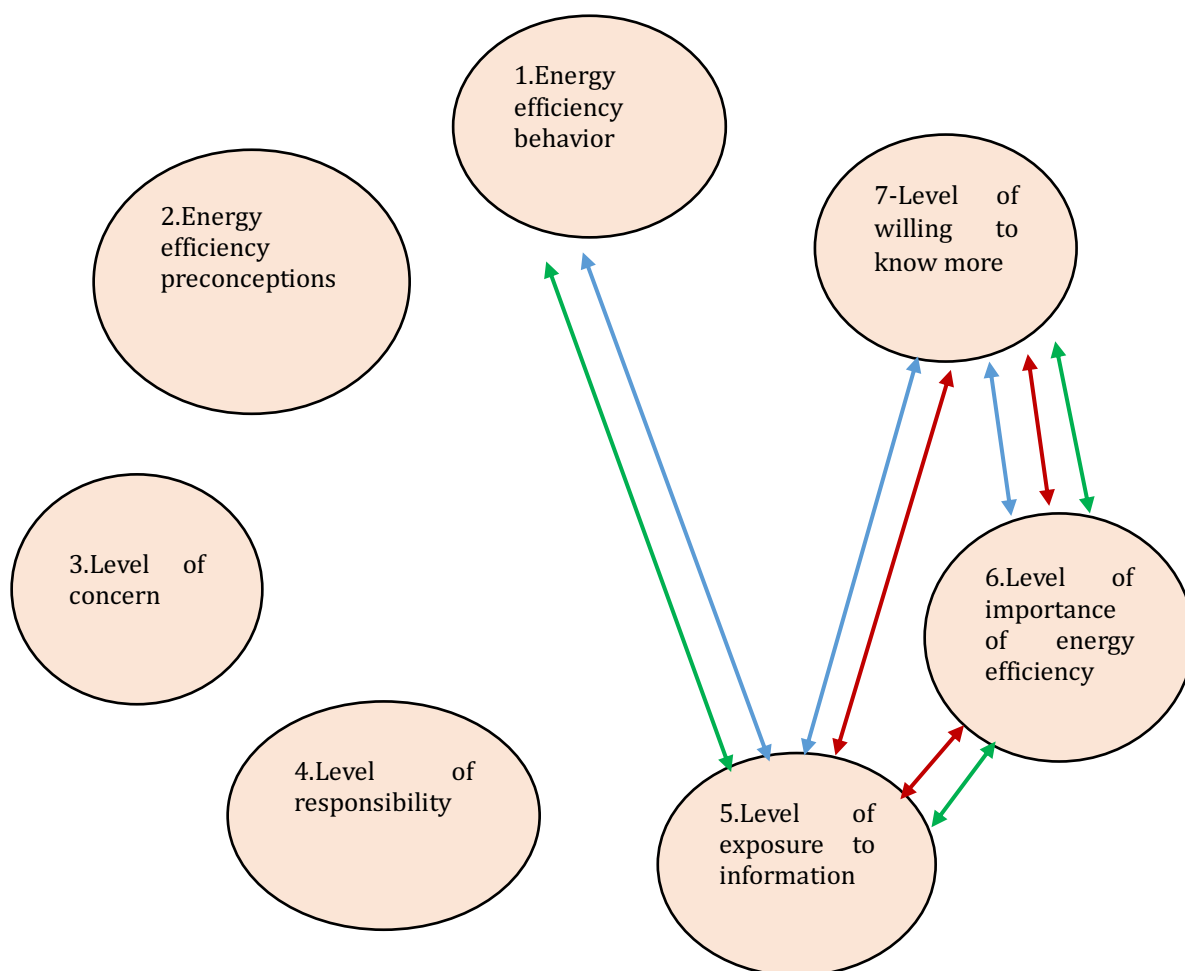 1.Energy
efficiency
behavior
2.Energy
efficiency
preconceptions
3.Level of
concern
4.Level of
responsibility
5.Level of
exposure to
information
6.Level of
importance
of energy
efficiency
7-Level of
willing to
know more